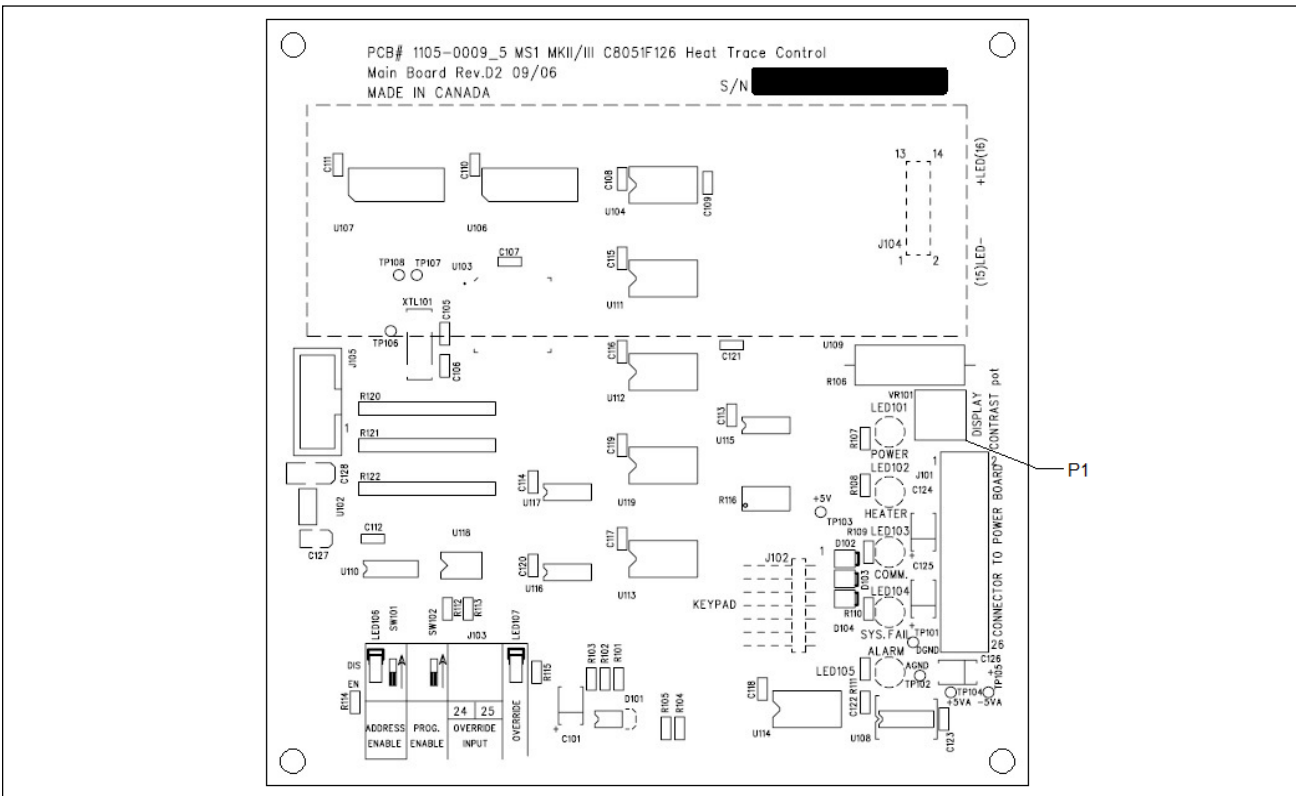 PCB# 1105-0009_5 MS1 MKII/III C8051F126 Heat Trace Control
Main Board Rev.D2 09/06
MADE IN CANADA
S/N
C111
C110
C108
C109
U107
U106
U104
13 14
+LED(16)
J104
1 2
(15)LED-
TP108 TP107
U103
C107
C115
U111
XTL101
C105
TP106
C106
J105
1
C116
U112
C121
U109
R106
VR101
DISPLAY
CONTRAST pot
P1
R120
R121
R122
C128
U102
C127
C112
U110
U118
C114
U117
C119
U119
C113
U115
R116
+5V
TP103
LED101
R107
POWER
LED102
R108
HEATER
C124
J101
1 2
26
CONNECTOR TO POWER BOARD
R109
LED103
COMM.
+
C125
D102
D103
D104
R110
LED104
SYS.FAIL
+
TP101
DGND
C120
U116
C117
U113
J102
1
KEYPAD
ALARM
LED105
R111
AGND
TP102
C126
+
TP105
TP104
+5VA -5VA
LED106
SW101
SW102
R112
R113
J103
LED107
DIS
EN
R114
R115
24 25
ADDRESS ENABLE
PROG. ENABLE
OVERRIDE INPUT
OVERRIDE
R103
R102
R101
+
C101
D101
R105
R104
C118
U114
C122
U108
C123